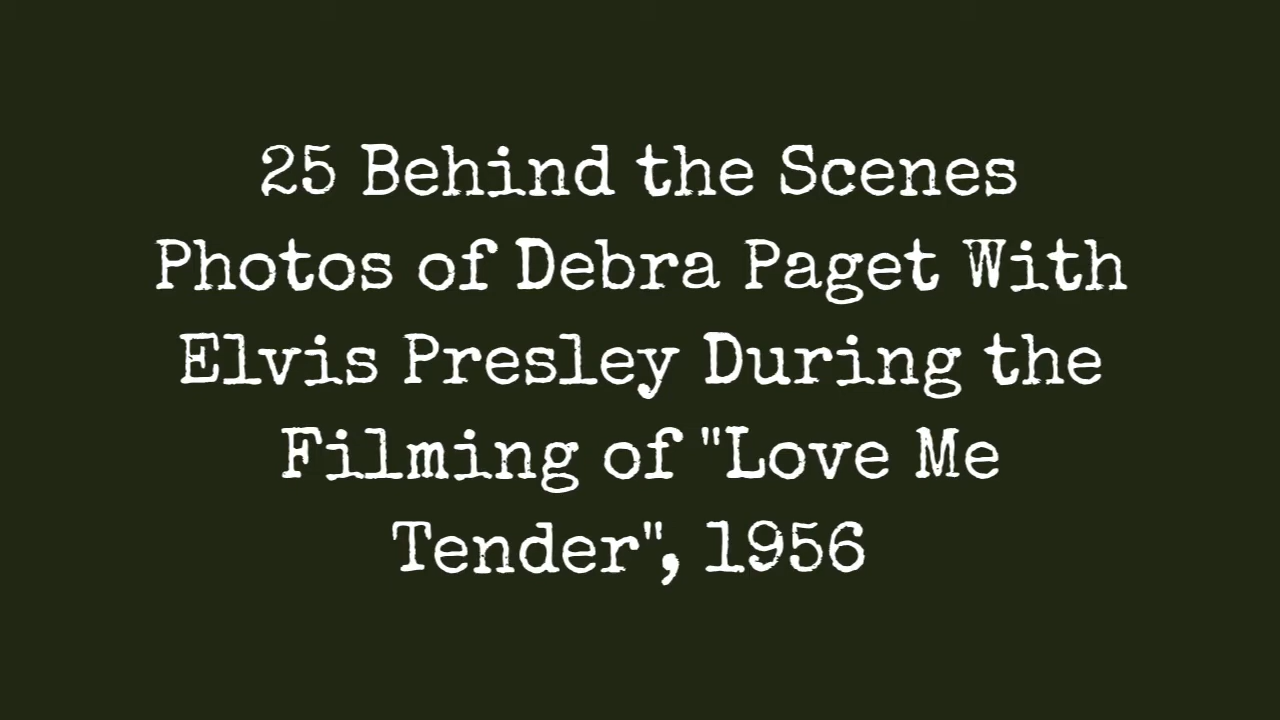 25 Behind the Scenes
Photos of Debra Paget With
Elvis Presley During the
Filming of "Love Me
Tender", 1956